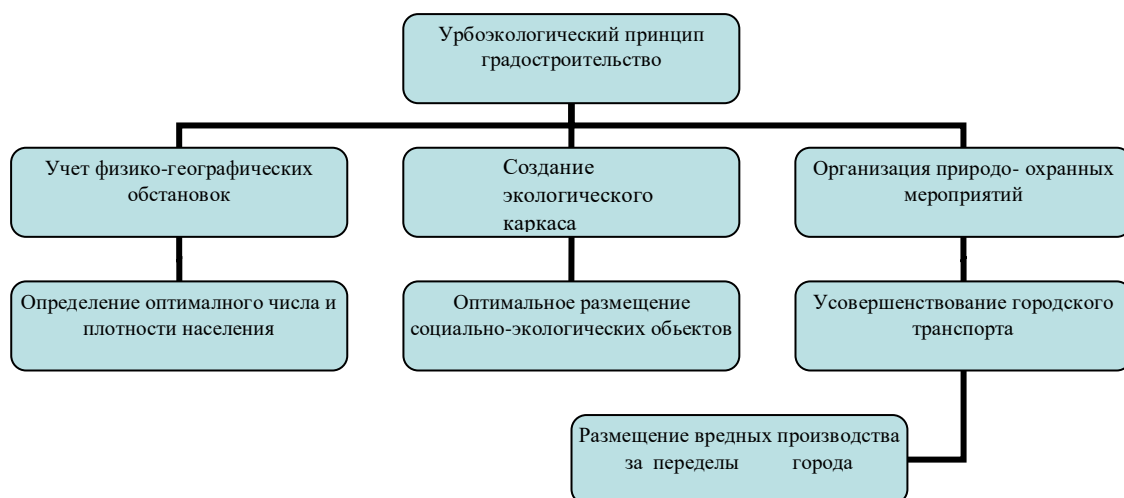 Урбоэкологический принцип
градостроительство
Учет физико-географических
обстановок
Создание
экологического
каркаса
Организация природо- охранных
мероприятий
Определение оптималного числа и
плотности населения
Оптимальное размещение
социально-экологических обьектов
Усовершенствование городского
транспорта
Размещение вредных производства
за переделы города